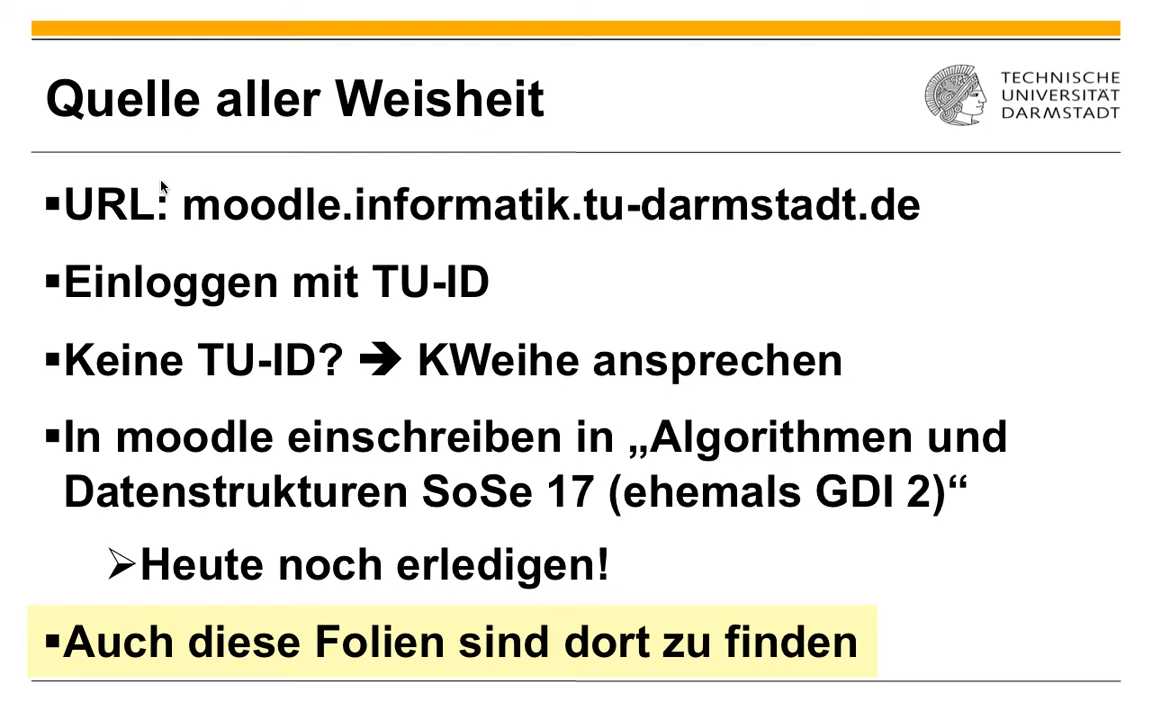 Quelle aller Weisheit
TECHNISCHE
UNIVERSITÄT
DARMSTADT
▪URL: moodle.informatik.tu-darmstadt.de
▪Einloggen mit TU-ID
▪Keine TU-ID? ➔ KWeihe ansprechen
▪In moodle einschreiben in „Algorithmen und
Datenstrukturen SoSe 17 (ehemals GDI 2)“
➢Heute noch erledigen!
▪Auch diese Folien sind dort zu finden